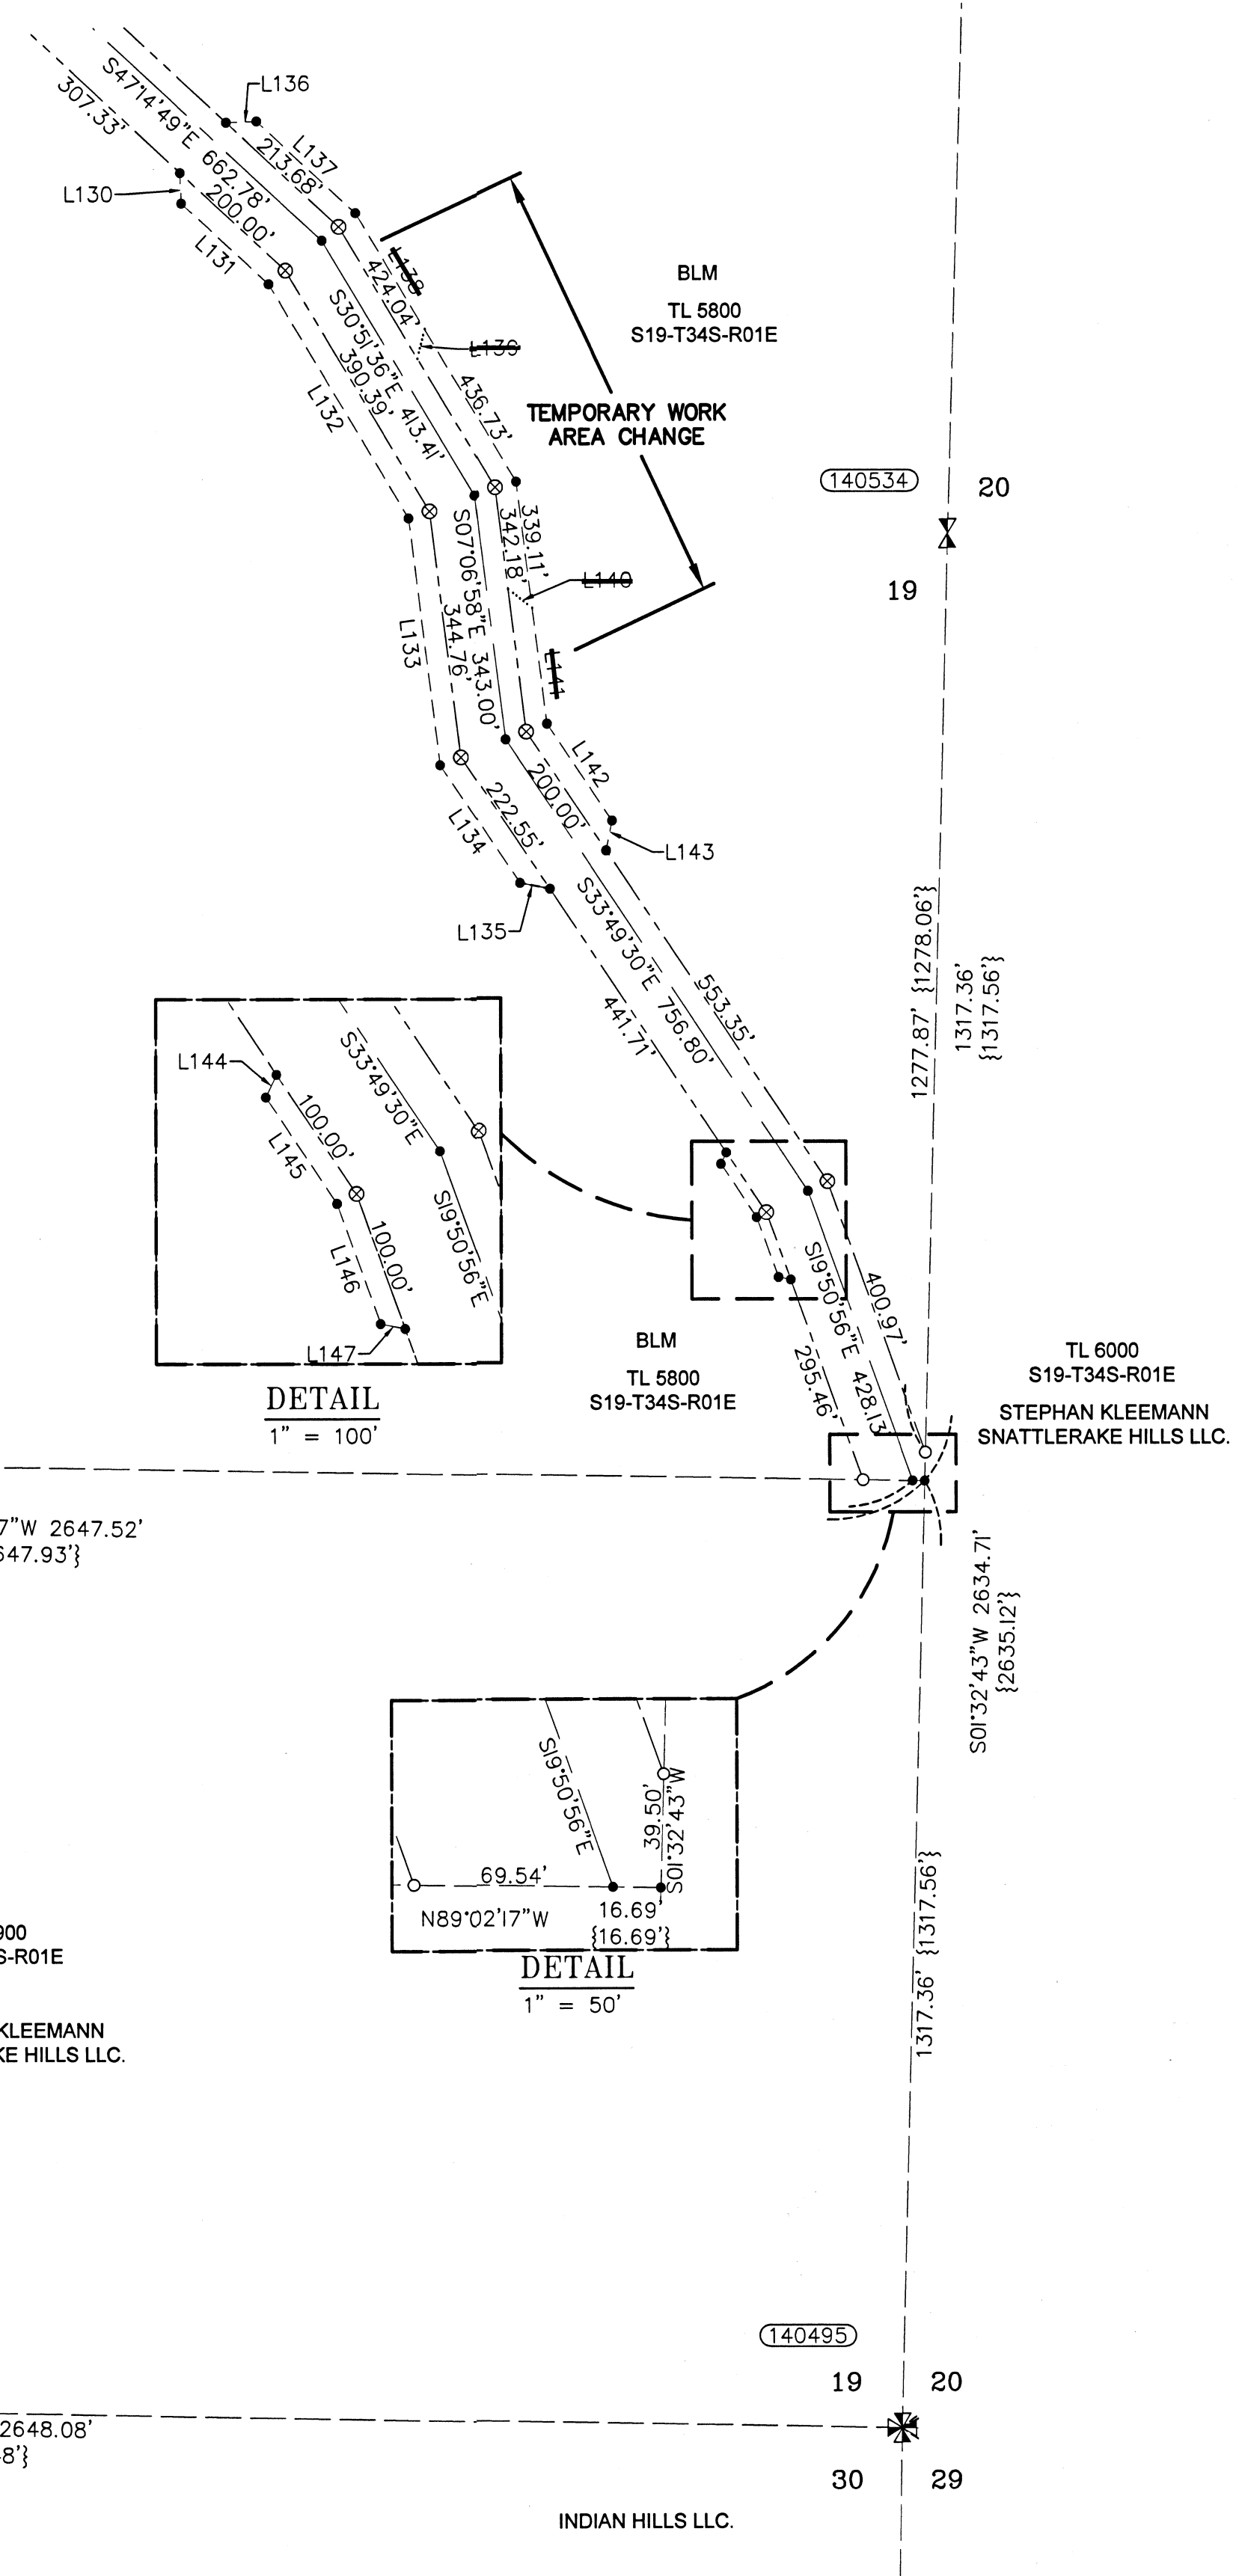 L136
S47°14'49"E 662.78'
307.33'
L137
213.68'
L130
200.00'
L131
L138
424.04'
BLM
TL 5800
S19-T34S-R01E
S30°51'36"E 413.41'
390.39'
L139
L132
436.73'
TEMPORARY WORK
AREA CHANGE
140534
20
19
339.11'
342.18'
S07°06'58"E 343.00'
344.76'
L140
L133
L141
L142
200.00'
222.55'
L134
L143
L135
S33°49'30"E 756.80'
553.35'
441.71'
1277.87' {1278.06'}
1317.36'
{1317.56'}
L144
S33°49'30"E
100.00'
L145
S19°50'56"E
100.00'
L146
L147
DETAIL
1" = 100'
S19°50'56"E 428.13'
400.97'
295.46'
BLM
TL 5800
S19-T34S-R01E
TL 6000
S19-T34S-R01E
STEPHAN KLEEMANN
SNATTLERAKE HILLS LLC.
7"W 2647.52'
647.93'}
S01°32'43"W 2634.71'
{2635.12'}
S19°50'56"E
39.50'
S01°32'43"W
69.54'
N89°02'17"W
16.69'
{16.69'}
DETAIL
1" = 50'
1317.36' {1317.56'}
900
S-R01E
KLEEMANN
KE HILLS LLC.
140495
19
20
2648.08'
8'}
30
29
INDIAN HILLS LLC.